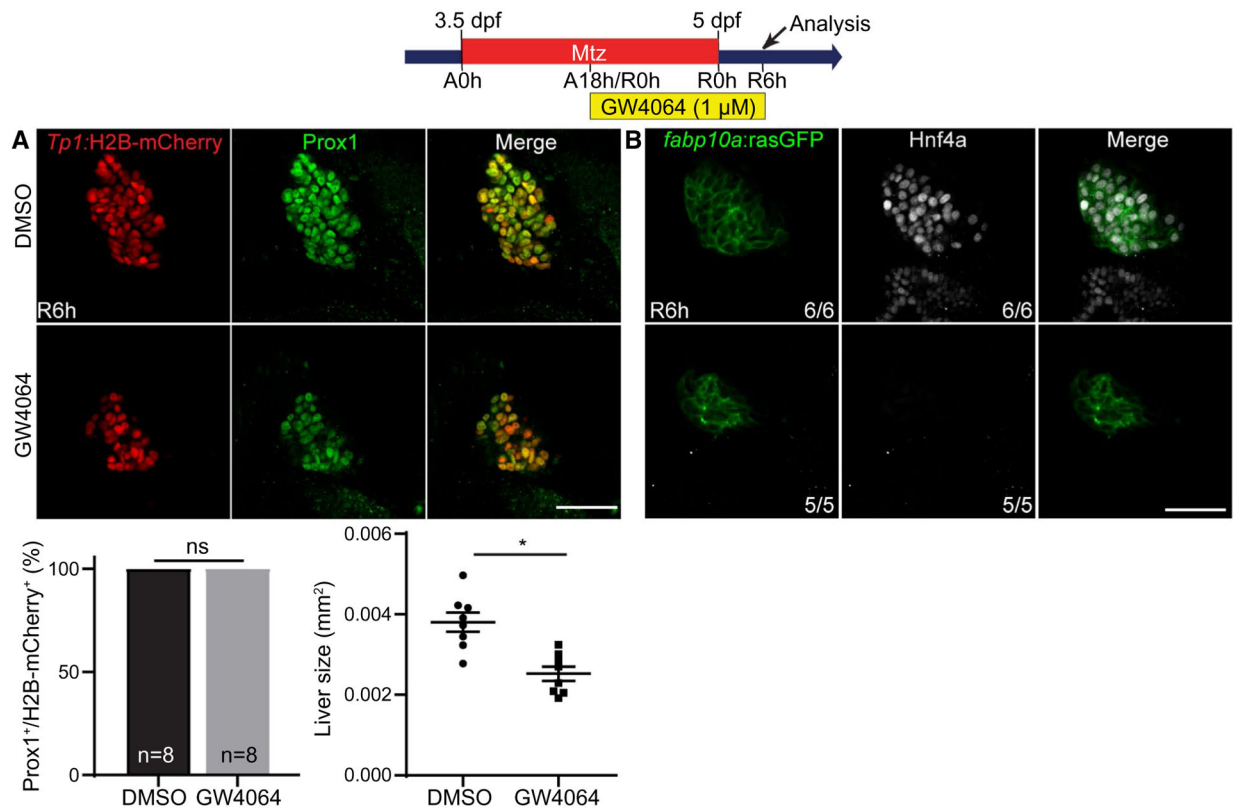 3.5 dpf 5 dpf Analysis
Mtz
A0h A18h/R0h R0h R6h
GW4064 (1 µM)
A Tp1:H2B-mCherry Prox1 Merge
B fabp10a:rasGFP Hnf4a Merge
DMSO
R6h
R6h 6/6 6/6
GW4064
5/5 5/5
Prox1⁺/H2B-mCherry⁺ (%)
100
50
0
ns
n=8 n=8
DMSO GW4064
Liver size (mm²)
0.006
0.004
0.002
0.000
*
DMSO GW4064